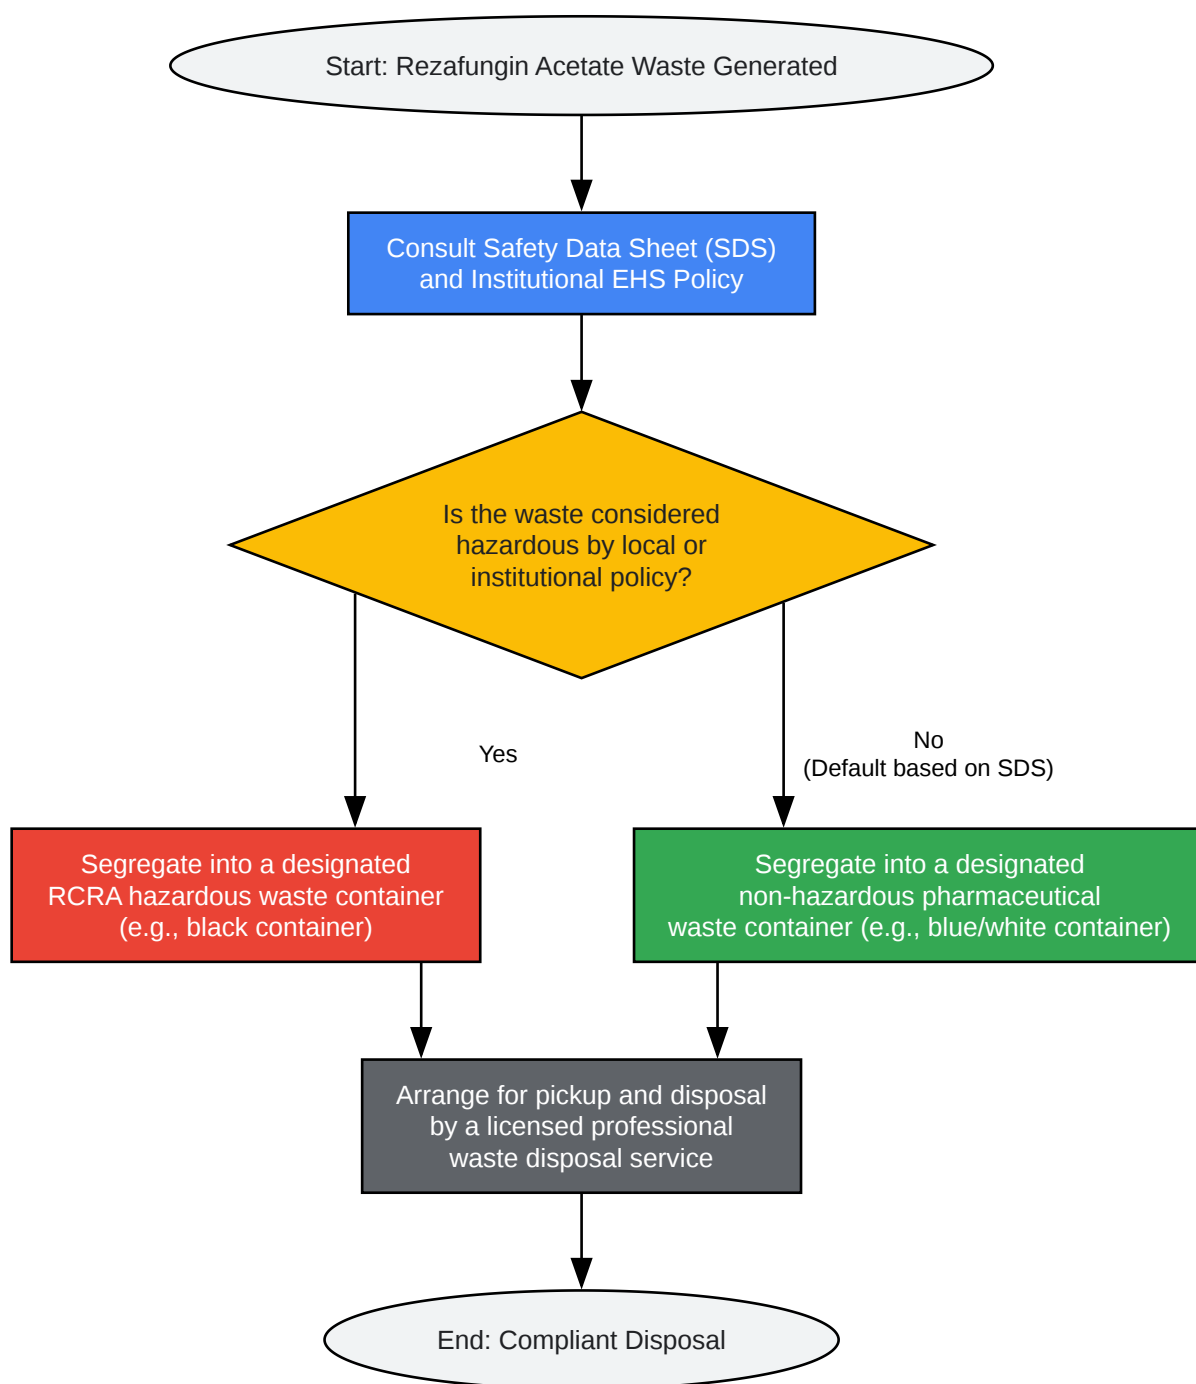 Start: Rezafungin Acetate Waste Generated
Consult Safety Data Sheet (SDS)
and Institutional EHS Policy
Is the waste considered
hazardous by local or
institutional policy?
Yes
No
(Default based on SDS)
Segregate into a designated
RCRA hazardous waste container
(e.g., black container)
Segregate into a designated
non-hazardous pharmaceutical
waste container (e.g., blue/white container)
Arrange for pickup and disposal
by a licensed professional
waste disposal service
End: Compliant Disposal